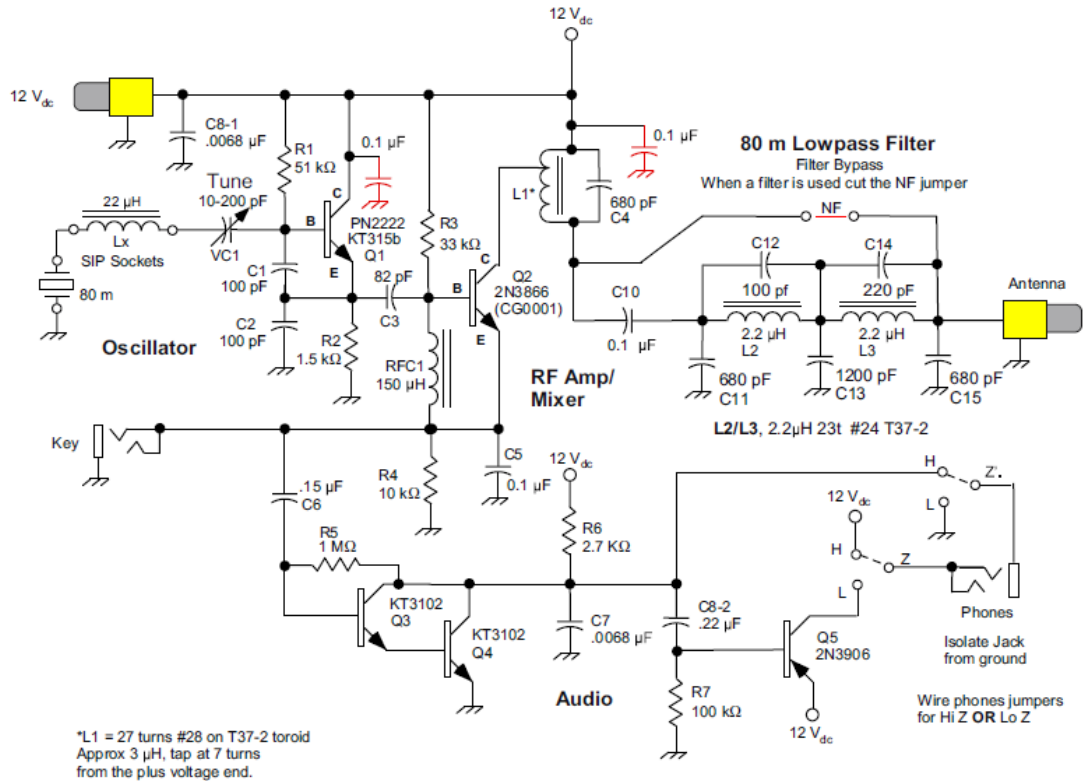 12 Vdc
12 Vdc
C8-1
.0068 µF
R1
51 kΩ
0.1 µF
0.1 µF
80 m Lowpass Filter
Filter Bypass
When a filter is used cut the NF jumper
Tune
10-200 pF
22 µH
Lx
SIP Sockets
VC1
80 m
C
B
E
PN2222
KT315b
Q1
R3
33 kΩ
L1*
680 pF
C4
NF
C1
100 pF
C2
100 pF
82 pF
C3
B
C
E
Q2
2N3866
(CG0001)
C12
100 pf
C14
220 pF
Antenna
C10
0.1 µF
2.2 µH
L2
2.2 µH
L3
Oscillator
R2
1.5 kΩ
RFC1
150 µH
RF Amp/
Mixer
680 pF
C11
1200 pF
C13
680 pF
C15
L2/L3, 2.2µH 23t #24 T37-2
Key
.15 µF
C6
R4
10 kΩ
C5
0.1 µF
12 Vdc
R6
2.7 KΩ
H
Z'.
L
12 Vdc
H
Z
L
R5
1 MΩ
KT3102
Q3
KT3102
Q4
C7
.0068 µF
C8-2
.22 µF
Q5
2N3906
Phones
Isolate Jack
from ground
Audio
R7
100 kΩ
12 Vdc
Wire phones jumpers
for Hi Z OR Lo Z
*L1 = 27 turns #28 on T37-2 toroid
Approx 3 µH, tap at 7 turns
from the plus voltage end.